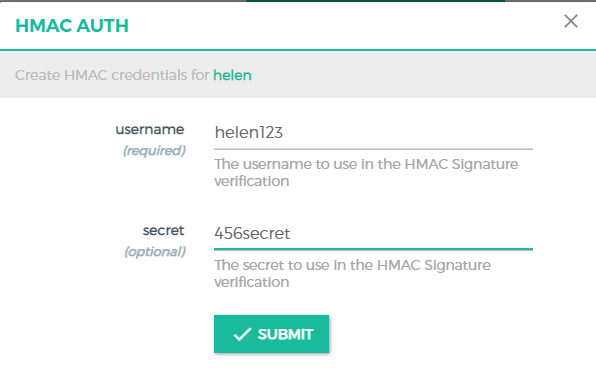 HMAC AUTH
Create HMAC credentials for helen
username
helen123
(required)
The username to use in the HMAC Signature
verification
secret
456secret
(optional)
The secret to use in the HMAC Signature
verification
SUBMIT